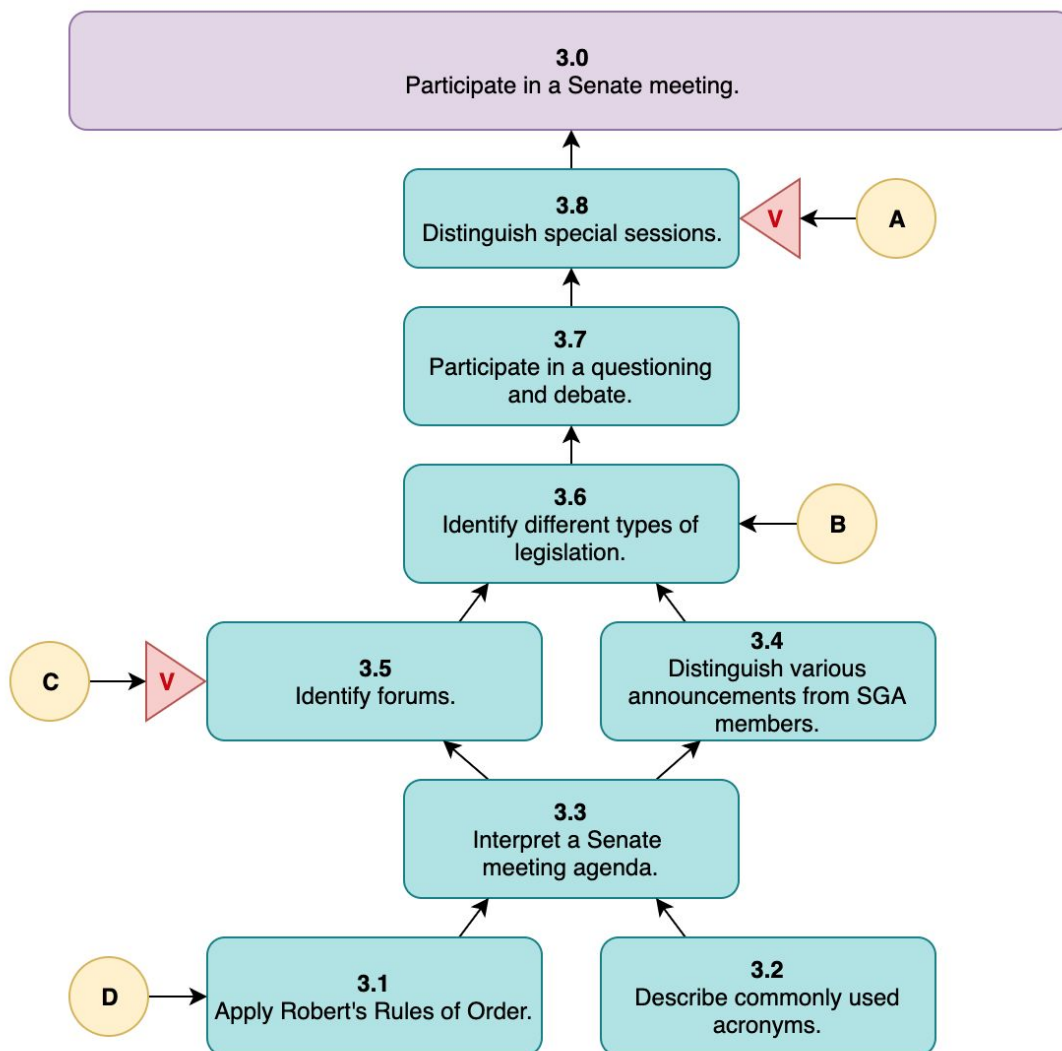 3.0
Participate in a Senate meeting.
3.8
Distinguish special sessions.
V
A
3.7
Participate in a questioning
and debate.
3.6
Identify different types of
legislation.
B
C
V
3.5
Identify forums.
3.4
Distinguish various
announcements from SGA
members.
3.3
Interpret a Senate
meeting agenda.
D
3.1
Apply Robert's Rules of Order.
3.2
Describe commonly used
acronyms.